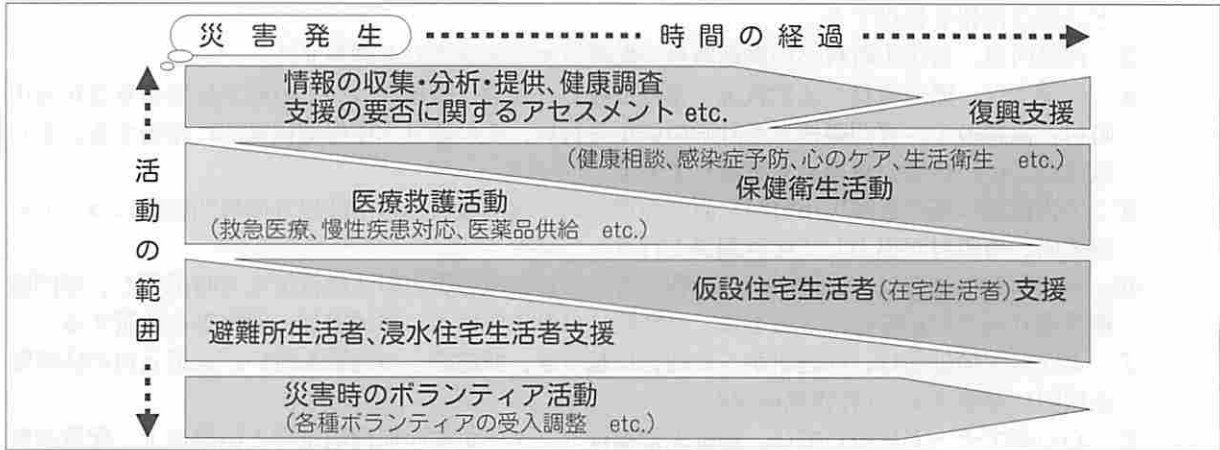 災害発生 時間の経過
情報の収集・分析・提供、健康調査
支援の要否に関するアセスメント etc.
復興支援
活動の範囲
(健康相談、感染症予防、心のケア、生活衛生 etc.)
保健衛生活動
医療救護活動
(救急医療、慢性疾患対応、医薬品供給 etc.)
仮設住宅生活者(在宅生活者)支援
避難所生活者、浸水住宅生活者支援
災害時のボランティア活動
(各種ボランティアの受入調整 etc.)